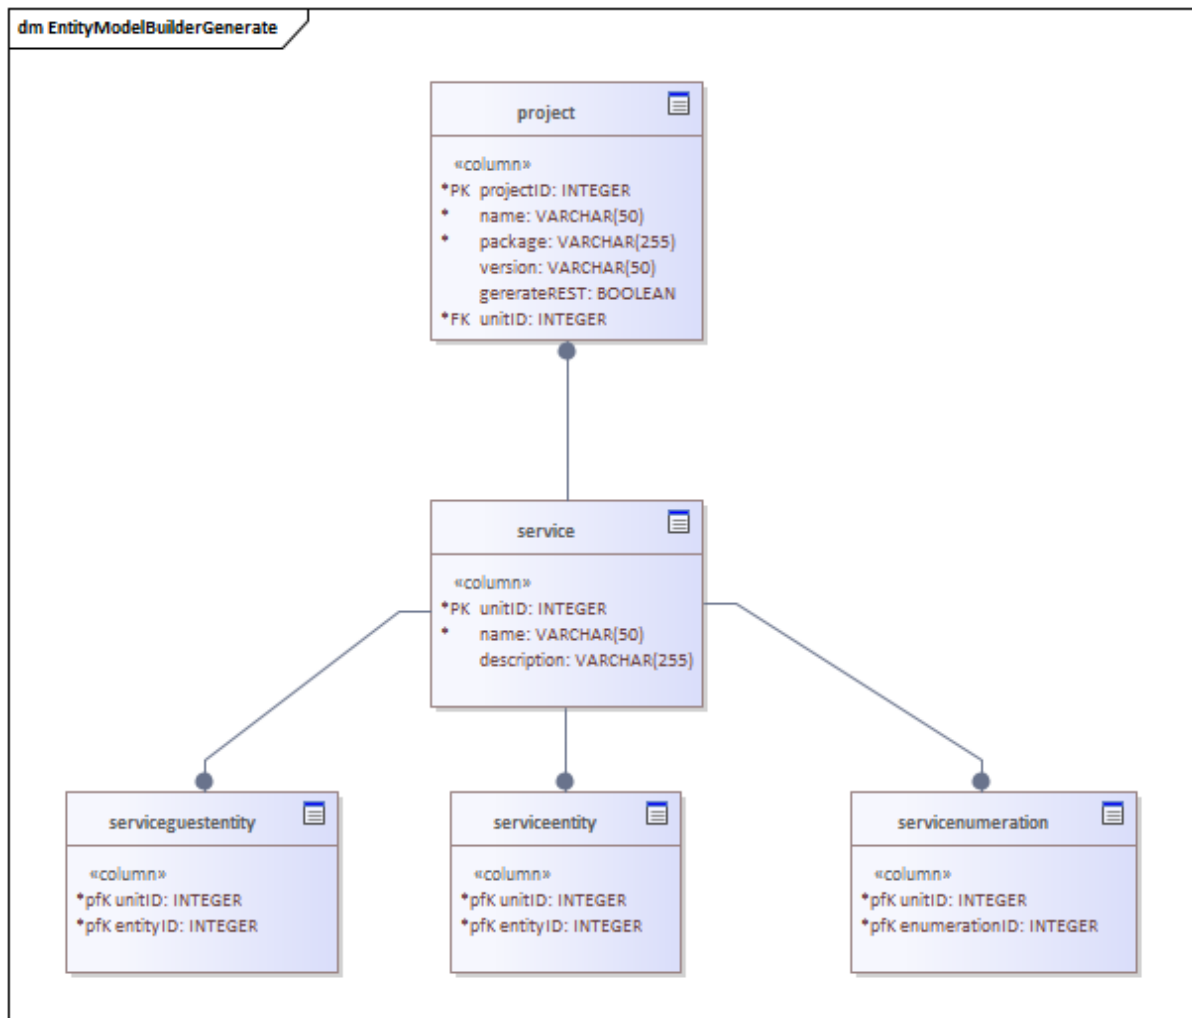 dm EntityModelBuilderGenerate
project
«column»
*PK projectID: INTEGER
* name: VARCHAR(50)
* package: VARCHAR(255)
version: VARCHAR(50)
gererateREST: BOOLEAN
*FK unitID: INTEGER
service
«column»
*PK unitID: INTEGER
* name: VARCHAR(50)
description: VARCHAR(255)
serviceguestentity
«column»
*pfK unitID: INTEGER
*pfK entityID: INTEGER
serviceentity
«column»
*pfK unitID: INTEGER
*pfK entityID: INTEGER
servicenumeration
«column»
*pfK unitID: INTEGER
*pfK enumerationID: INTEGER